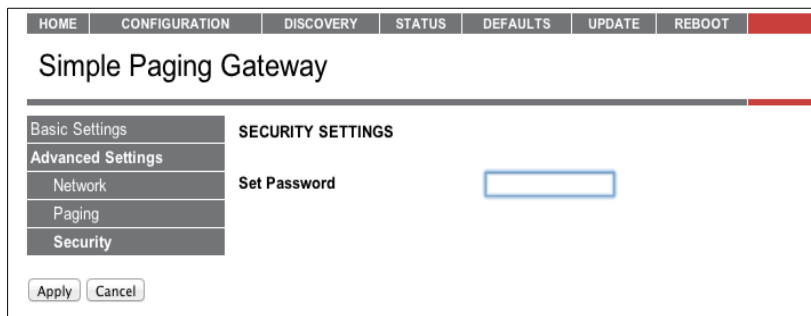 HOME CONFIGURATION DISCOVERY STATUS DEFAULTS UPDATE REBOOT
Simple Paging Gateway
Basic Settings
Advanced Settings
Network
Paging
Security
SECURITY SETTINGS
Set Password
Apply Cancel